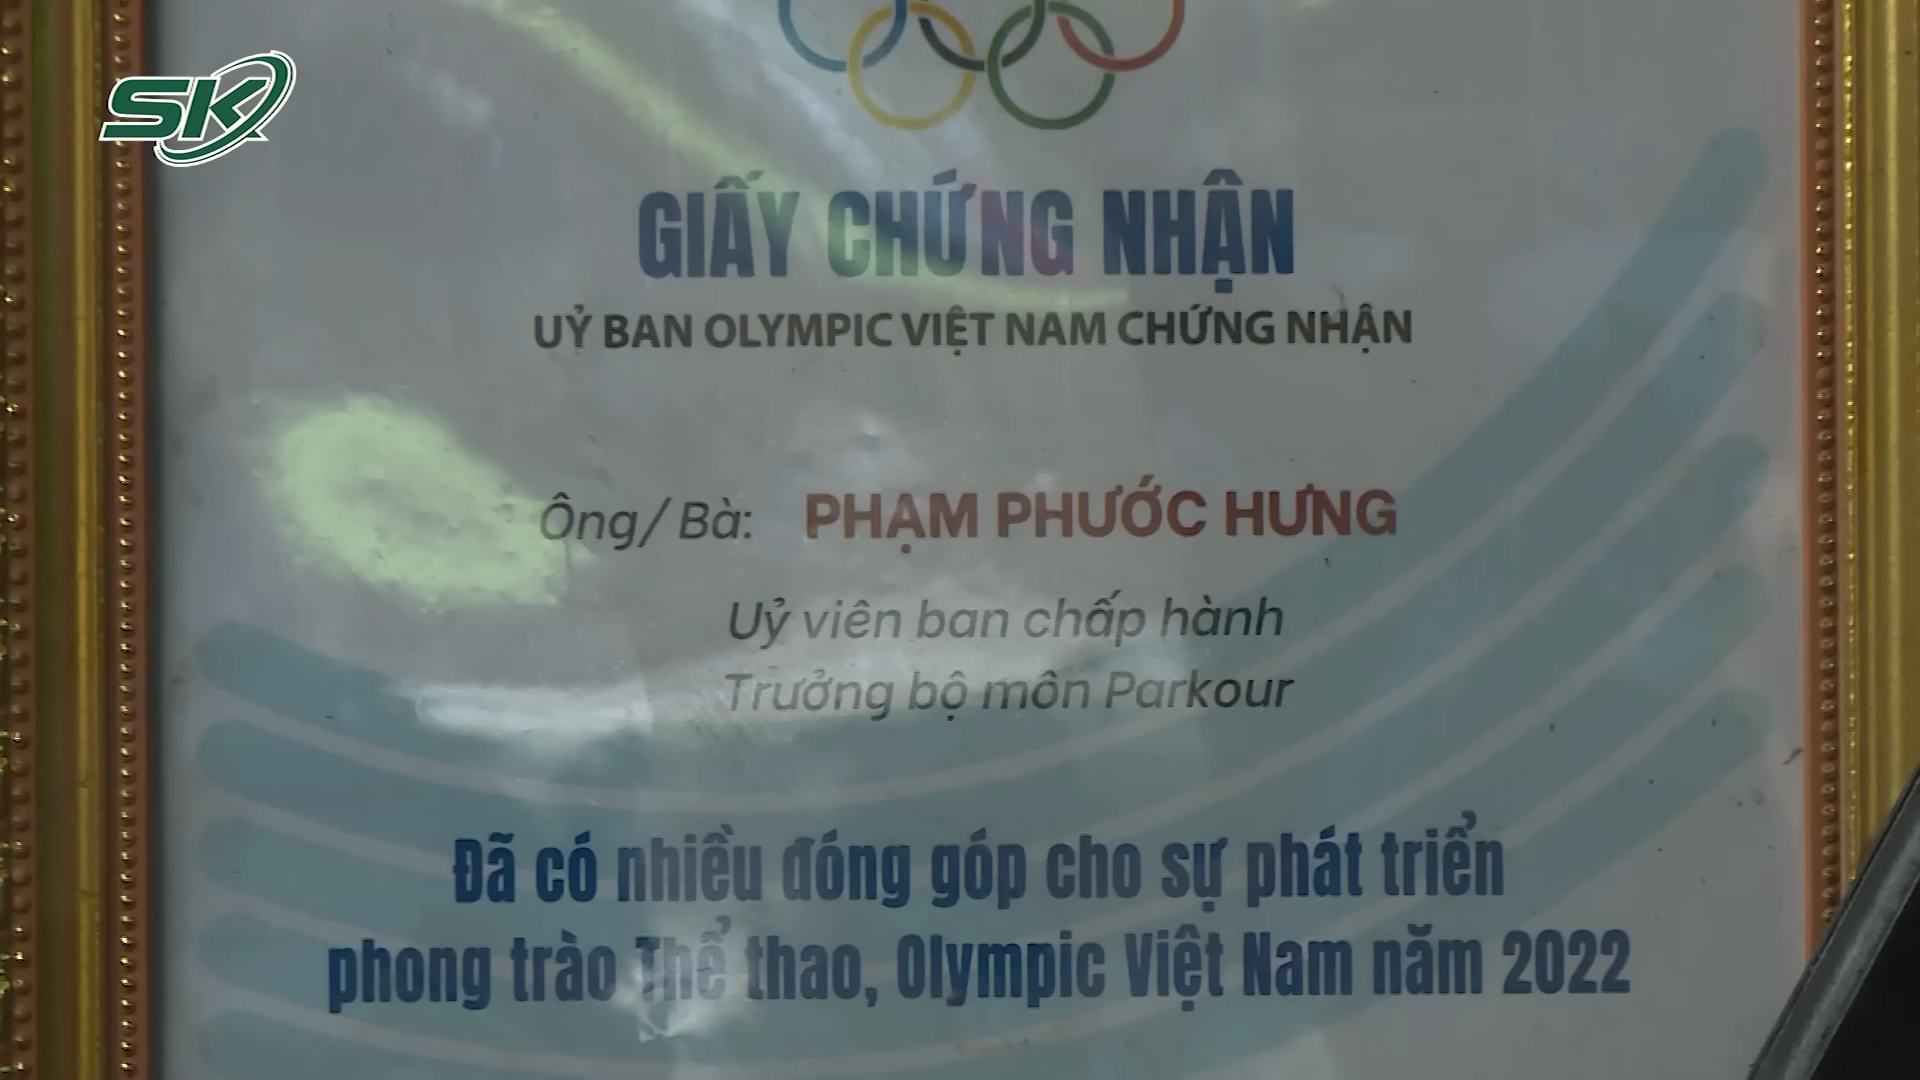 SK
GIẤY CHỨNG NHẬN
UỶ BAN OLYMPIC VIỆT NAM CHỨNG NHẬN
Ông/ Bà: PHẠM PHƯỚC HƯNG
Uỷ viên ban chấp hành
Trưởng bộ môn Parkour
Đã có nhiều đóng góp cho sự phát triển
phong trào Thể thao, Olympic Việt Nam năm 2022